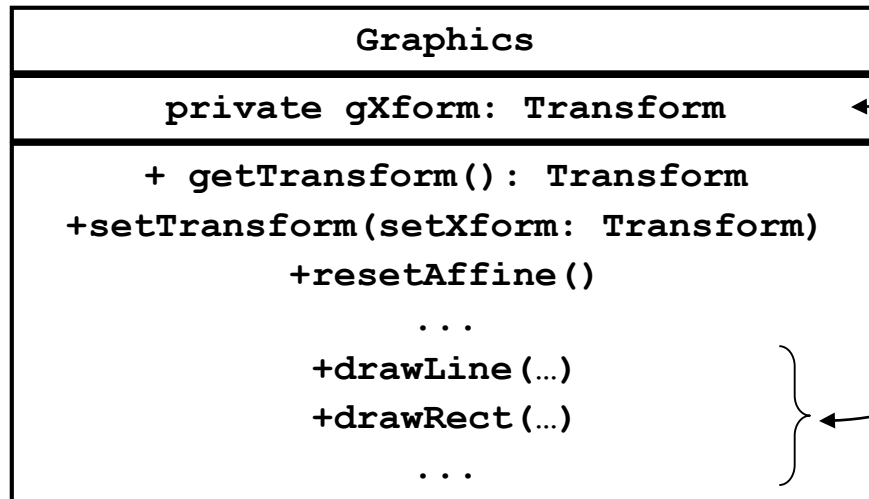 Graphics
private gXform: Transform
+ getTransform(): Transform
+setTransform(setXform: Transform)
+resetAffine()
...
+drawLine(…)
+drawRect(…)
...